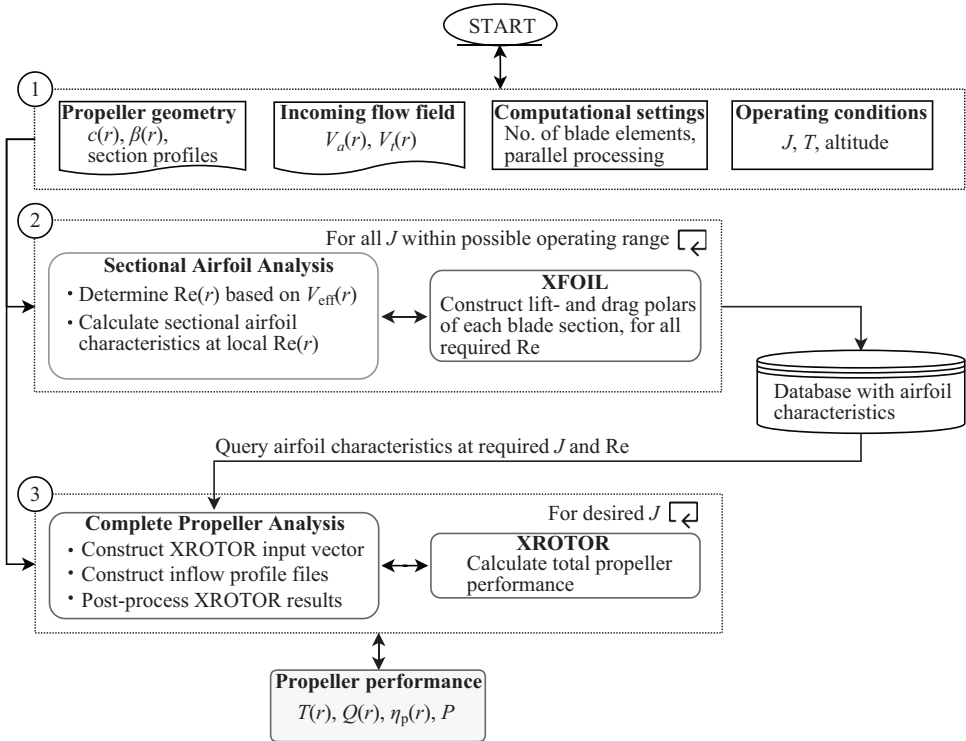 START
1
Propeller geometry
c(r), β(r),
section profiles
Incoming flow field
Va(r), Vt(r)
Computational settings
No. of blade elements,
parallel processing
Operating conditions
J, T, altitude
2
For all J within possible operating range
Sectional Airfoil Analysis
• Determine Re(r) based on Veff(r)
• Calculate sectional airfoil
characteristics at local Re(r)
XFOIL
Construct lift- and drag polars
of each blade section, for all
required Re
Database with airfoil
characteristics
Query airfoil characteristics at required J and Re
3
For desired J
Complete Propeller Analysis
• Construct XROTOR input vector
• Construct inflow profile files
• Post-process XROTOR results
XROTOR
Calculate total propeller
performance
Propeller performance
T(r), Q(r), ηp(r), P